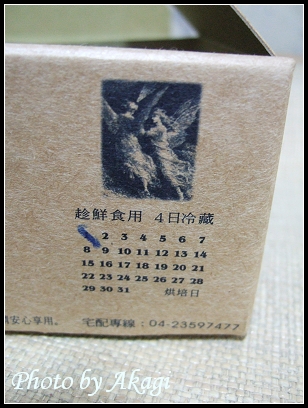 趁鮮食用 4日冷藏
2 3 4 5 6 7
8 9 10 11 12 13 14
15 16 17 18 19 20 21
22 23 24 25 26 27 28
29 30 31 烘培日
安心享用。 宅配專線：04-23597477
Photo by Akagi